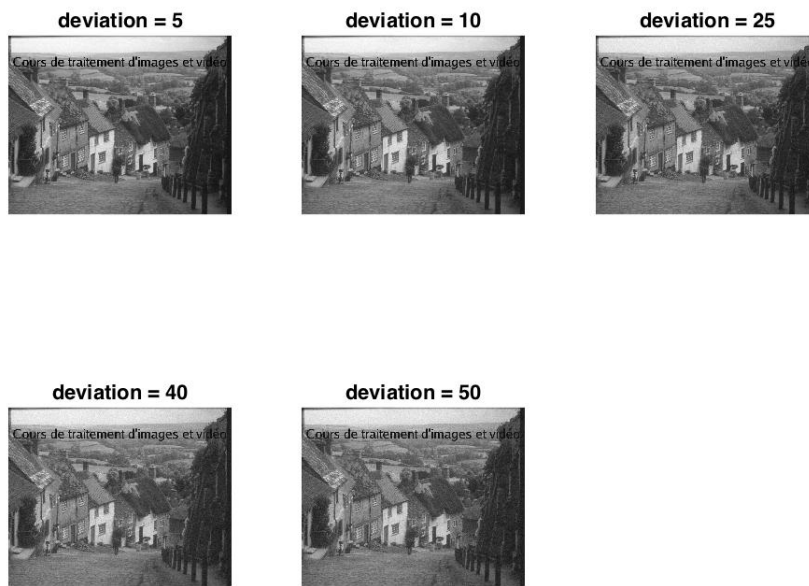 deviation = 5
deviation = 10
deviation = 25
Cours de traitement d'images et vidéo
Cours de traitement d'images et vidéo
Cours de traitement d'images et vidéo
deviation = 40
deviation = 50
Cours de traitement d'images et vidéo
Cours de traitement d'images et vidéo